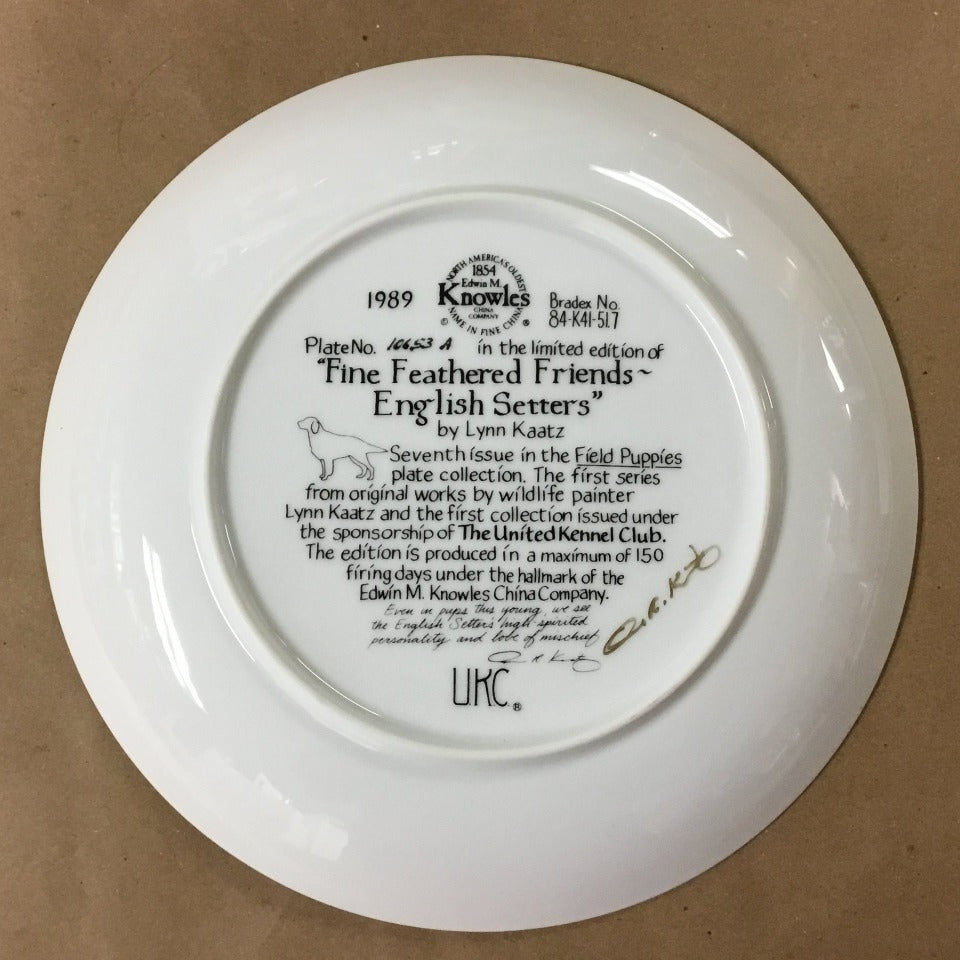 NORTH AMERICA'S OLDEST
1854
Edwin M.
Knowles
CHINA
COMPANY
© NAME IN FINE CHINA ®
1989
Bradex No.
84-K41-51.7
Plate No. 16653 A in the limited edition of
"Fine Feathered Friends~
English Setters"
by Lynn Kaatz
Seventh issue in the Field Puppies
plate collection. The first series
from original works by wildlife painter
Lynn Kaatz and the first collection issued under
the sponsorship of The United Kennel Club.
The edition is produced in a maximum of 150
firing days under the hallmark of the
Edwin M. Knowles China Company.
Even in pups this young, we see
the English Setter's high-spirited
personality and love of mischief.
UKC ®